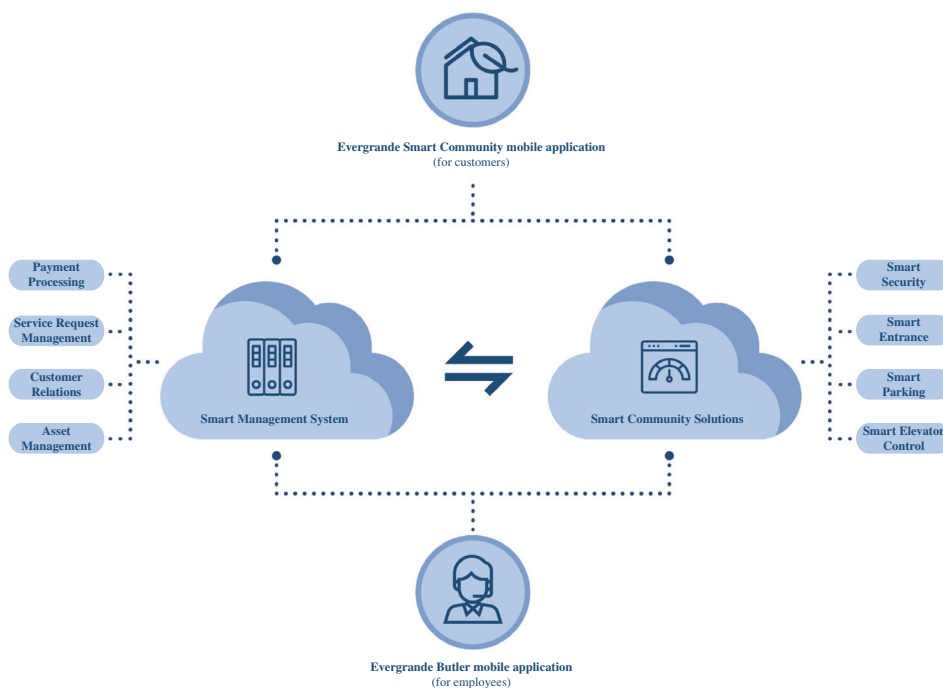 Evergrande Smart Community mobile application
(for customers)
Payment
Processing
Service Request
Management
Customer
Relations
Asset
Management
Smart Management System
Smart Community Solutions
Smart
Security
Smart
Entrance
Smart
Parking
Smart Elevator
Control
Evergrande Butler mobile application
(for employees)